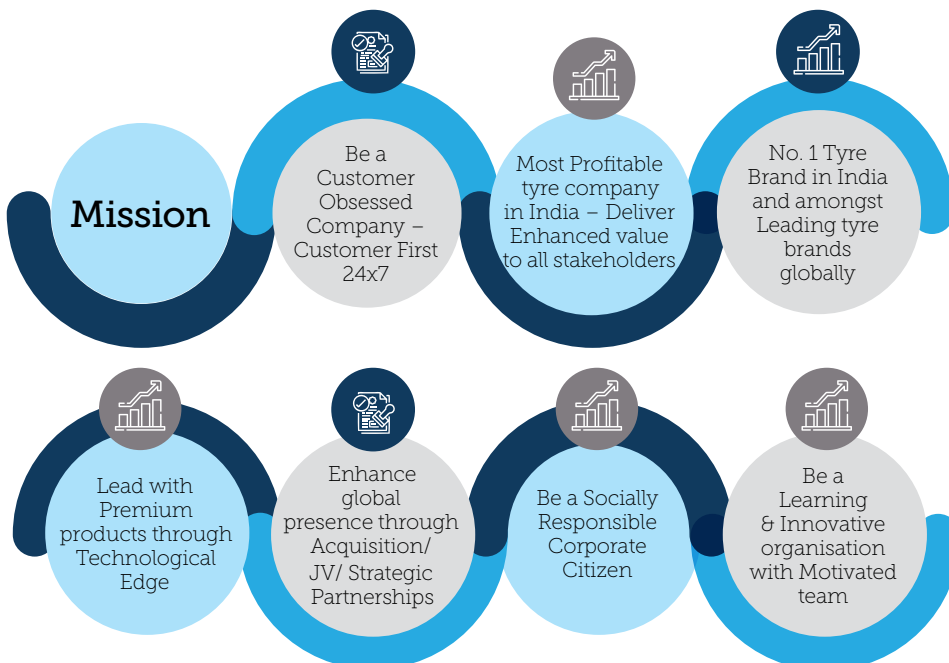 Mission
Be a
Customer
Obsessed
Company –
Customer First
24x7
Most Profitable
tyre company
in India – Deliver
Enhanced value
to all stakeholders
No. 1 Tyre
Brand in India
and amongst
Leading tyre
brands
globally
Lead with
Premium
products through
Technological
Edge
Enhance
global
presence through
Acquisition/
JV/ Strategic
Partnerships
Be a Socially
Responsible
Corporate
Citizen
Be a
Learning
& Innovative
organisation
with Motivated
team